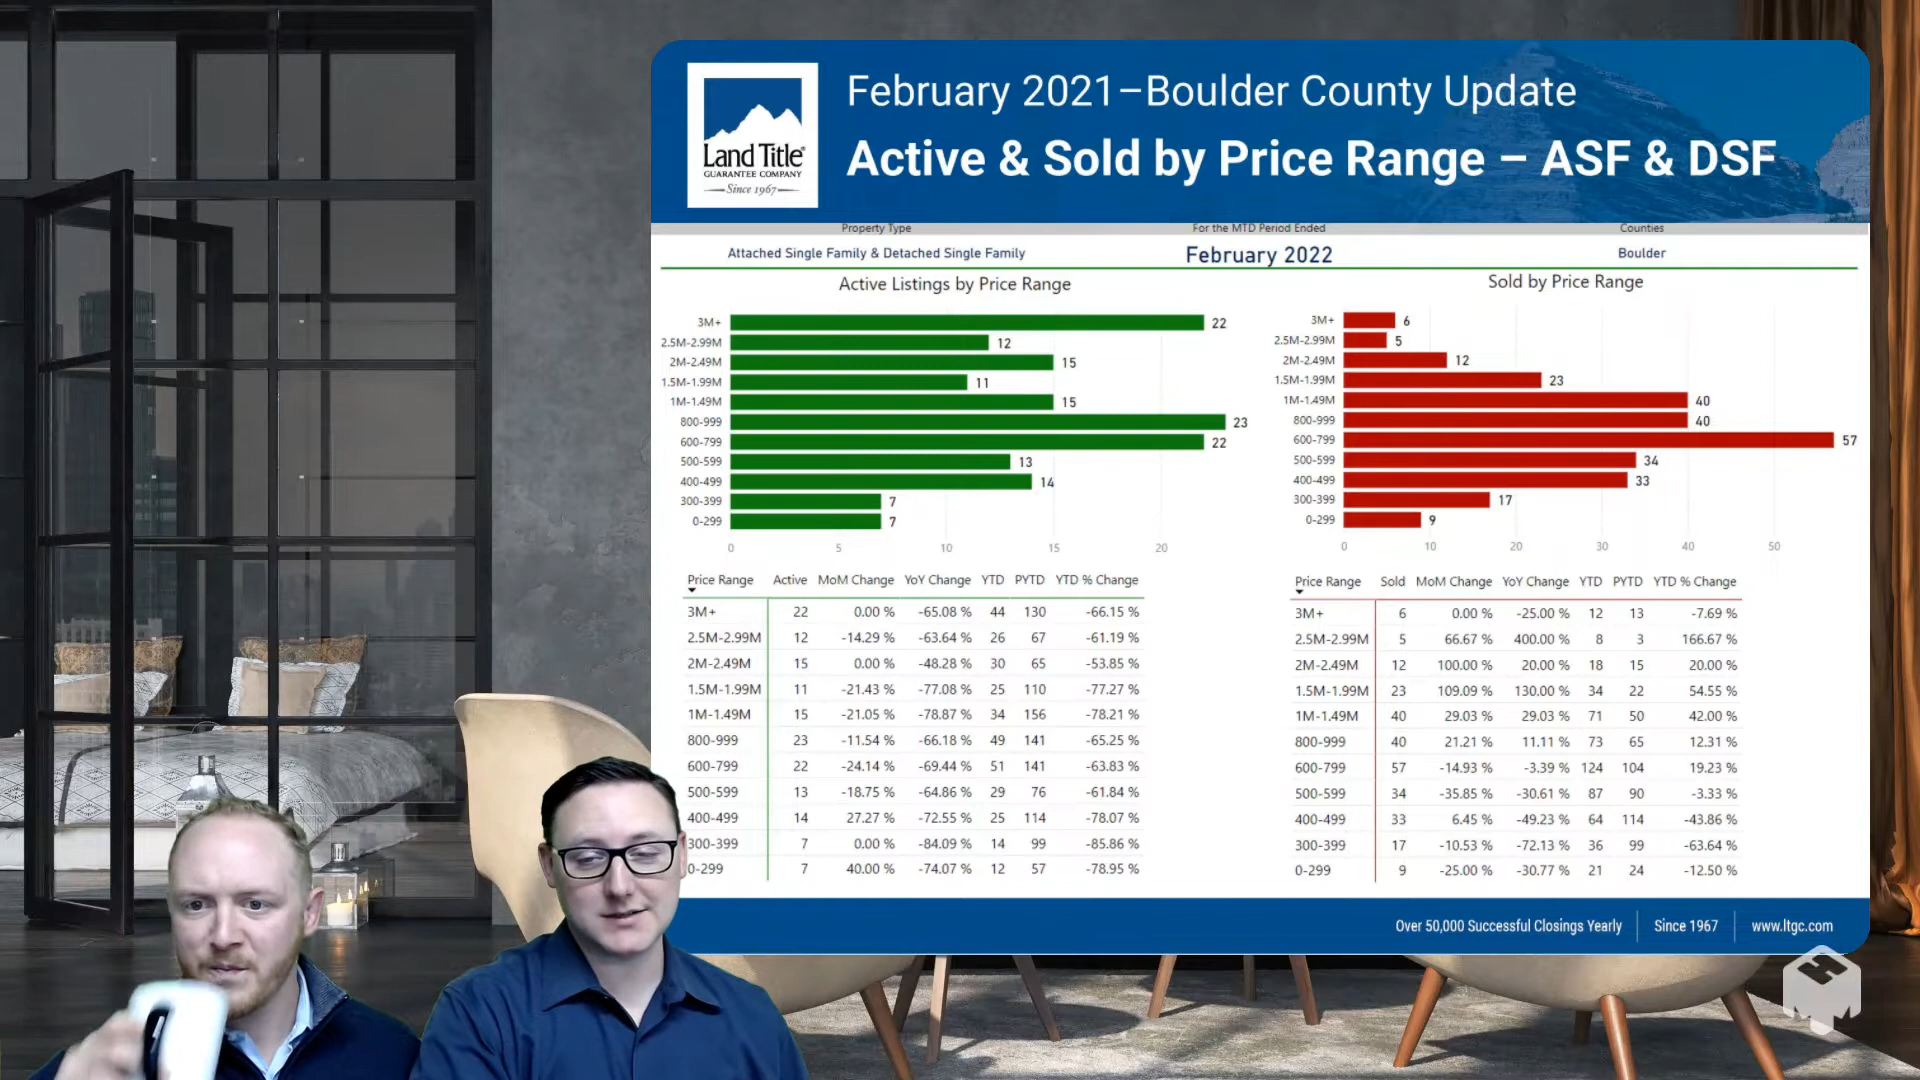 Land Title®
GUARANTEE COMPANY
Since 1967
February 2021–Boulder County Update
Active & Sold by Price Range – ASF & DSF
Property Type
For the MTD Period Ended
Counties
Attached Single Family & Detached Single Family
February 2022
Boulder
Active Listings by Price Range
3M+ 22
2.5M-2.99M 12
2M-2.49M 15
1.5M-1.99M 11
1M-1.49M 15
800-999 23
600-799 22
500-599 13
400-499 14
300-399 7
0-299 7
0 5 10 15 20
Sold by Price Range
3M+ 6
2.5M-2.99M 5
2M-2.49M 12
1.5M-1.99M 23
1M-1.49M 40
800-999 40
600-799 57
500-599 34
400-499 33
300-399 17
0-299 9
0 10 20 30 40 50
Price Range Active MoM Change YoY Change YTD PYTD YTD % Change
3M+ 22 0.00 % -65.08 % 44 130 -66.15 %
2.5M-2.99M 12 -14.29 % -63.64 % 26 67 -61.19 %
2M-2.49M 15 0.00 % -48.28 % 30 65 -53.85 %
1.5M-1.99M 11 -21.43 % -77.08 % 25 110 -77.27 %
1M-1.49M 15 -21.05 % -78.87 % 34 156 -78.21 %
800-999 23 -11.54 % -66.18 % 49 141 -65.25 %
600-799 22 -24.14 % -69.44 % 51 141 -63.83 %
500-599 13 -18.75 % -64.86 % 29 76 -61.84 %
400-499 14 27.27 % -72.55 % 25 114 -78.07 %
300-399 7 0.00 % -84.09 % 14 99 -85.86 %
0-299 7 40.00 % -74.07 % 12 57 -78.95 %
Price Range Sold MoM Change YoY Change YTD PYTD YTD % Change
3M+ 6 0.00 % -25.00 % 12 13 -7.69 %
2.5M-2.99M 5 66.67 % 400.00 % 8 3 166.67 %
2M-2.49M 12 100.00 % 20.00 % 18 15 20.00 %
1.5M-1.99M 23 109.09 % 130.00 % 34 22 54.55 %
1M-1.49M 40 29.03 % 29.03 % 71 50 42.00 %
800-999 40 21.21 % 11.11 % 73 65 12.31 %
600-799 57 -14.93 % -3.39 % 124 104 19.23 %
500-599 34 -35.85 % -30.61 % 87 90 -3.33 %
400-499 33 6.45 % -49.23 % 64 114 -43.86 %
300-399 17 -10.53 % -72.13 % 36 99 -63.64 %
0-299 9 -25.00 % -30.77 % 21 24 -12.50 %
Over 50,000 Successful Closings Yearly
Since 1967
www.ltgc.com